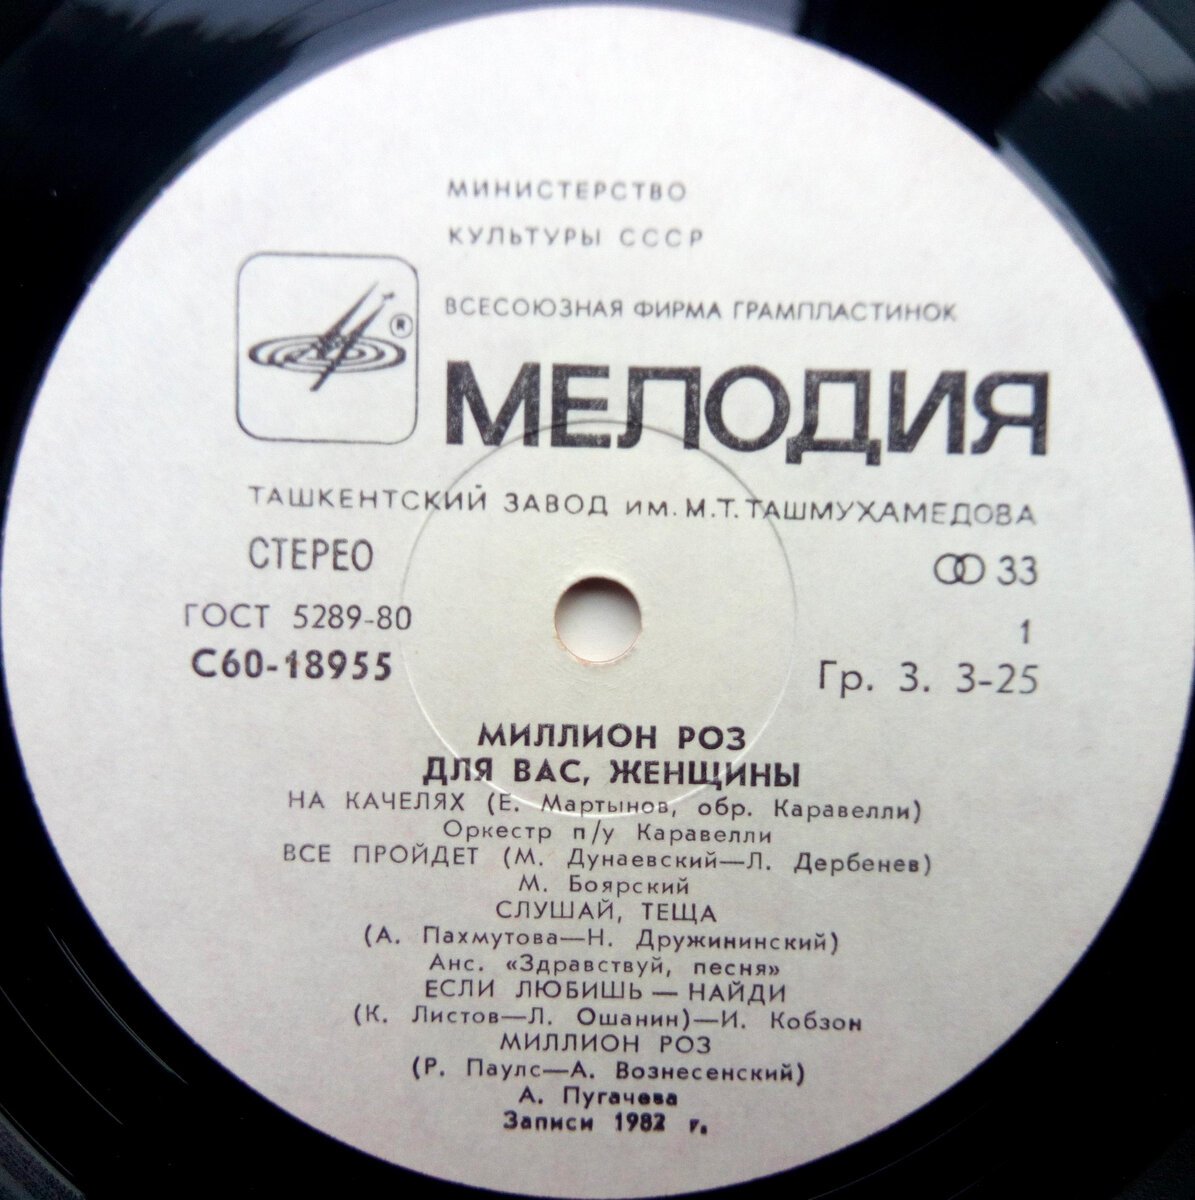 МИНИСТЕРСТВО
КУЛЬТУРЫ СССР
ВСЕСОЮЗНАЯ ФИРМА ГРАМПЛАСТИНОК
®
МЕЛОДИЯ
ТАШКЕНТСКИЙ ЗАВОД ИМ. М.Т. ТАШМУХАМЕДОВА
СТЕРЕО
33
ГОСТ 5289-80
1
С60-18955
Гр. 3. 3-25
МИЛЛИОН РОЗ
ДЛЯ ВАС, ЖЕНЩИНЫ
НА КАЧЕЛЯХ (Е. Мартынов, обр. Каравелли)
Оркестр п/у Каравелли
ВСЕ ПРОЙДЕТ (М. Дунаевский—Л. Дербенев)
М. Боярский
СЛУШАЙ, ТЕЩА
(А. Пахмутова—Н. Дружининский)
Анс. «Здравствуй, песня»
ЕСЛИ ЛЮБИШЬ — НАЙДИ
(К. Листов—Л. Ошанин)—И. Кобзон
МИЛЛИОН РОЗ
(Р. Паулс—А. Вознесенский)
А. Пугачева
Записи 1982 г.